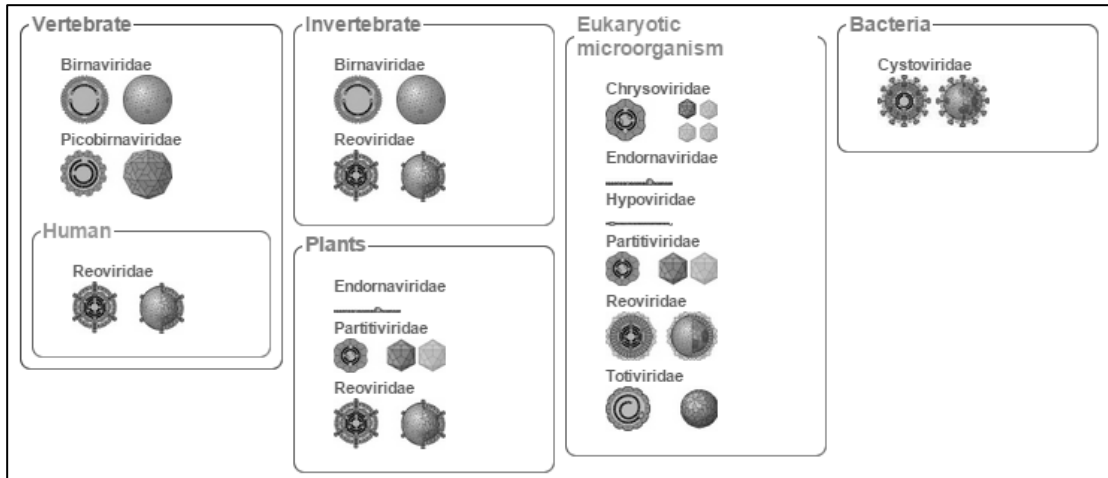 Vertebrate
Birnaviridae
Picobirnaviridae
Human
Reoviridae
Invertebrate
Birnaviridae
Reoviridae
Plants
Endornaviridae
Partitiviridae
Reoviridae
Eukaryotic
microorganism
Chrysoviridae
Endornaviridae
Hypoviridae
Partitiviridae
Reoviridae
Totiviridae
Bacteria
Cystoviridae